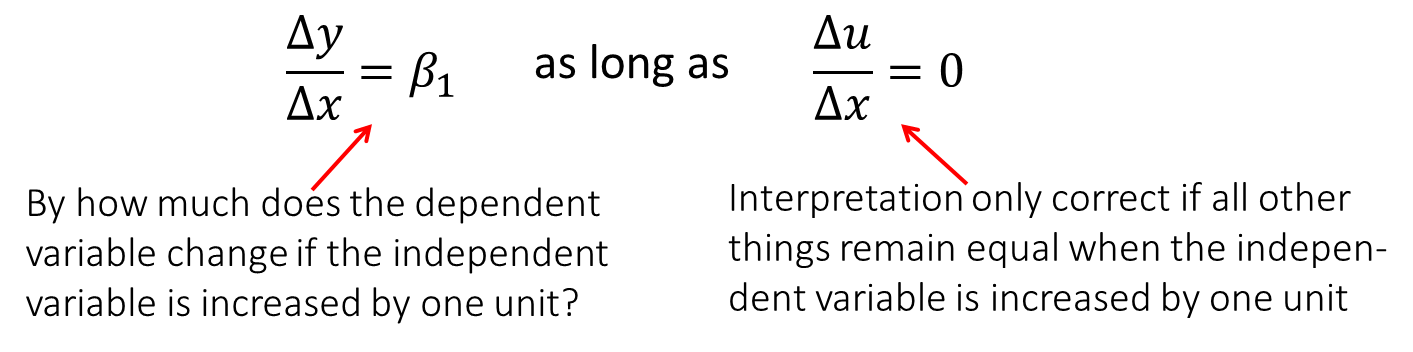 Δy/Δx = β₁ as long as Δu/Δx = 0
By how much does the dependent
variable change if the independent
variable is increased by one unit?
Interpretation only correct if all other
things remain equal when the indepen-
dent variable is increased by one unit